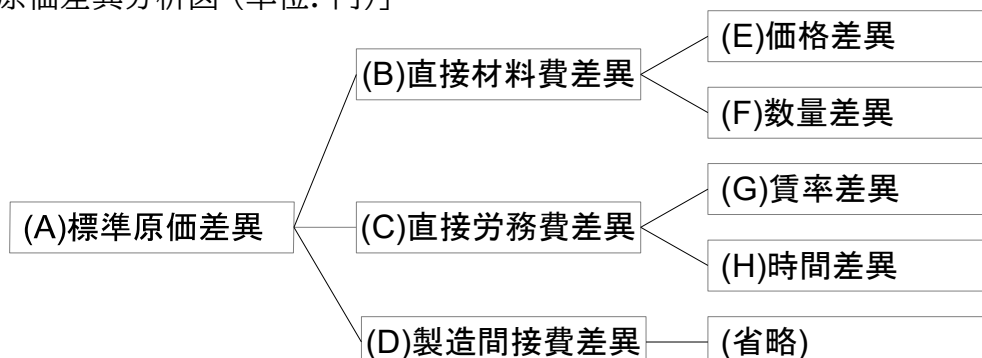 原価差異分析図 (単位: 円)]
(E)価格差異
(B)直接材料費差異
(F)数量差異
(G)賃率差異
(A)標準原価差異
(C)直接労務費差異
(H)時間差異
(D)製造間接費差異
(省略)